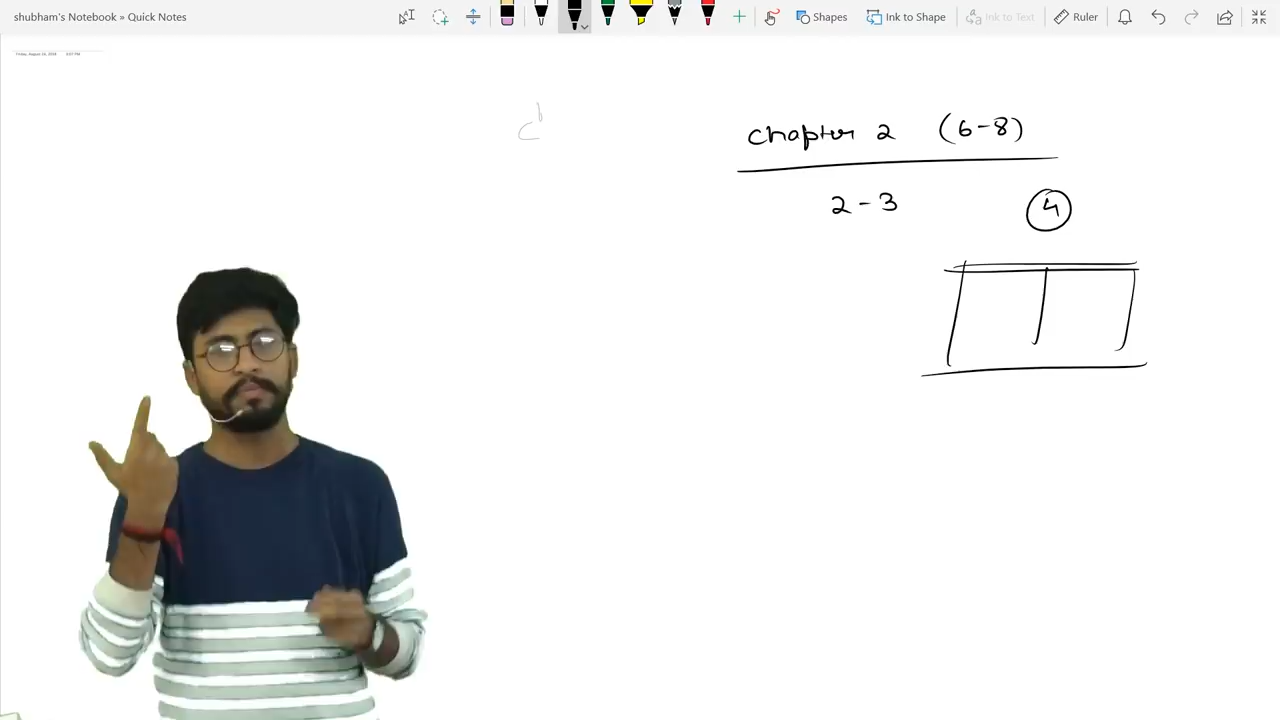 shubham's Notebook » Quick Notes
Shapes Ink to Shape Ink to Text Ruler
chapter 2 (6-8)
2-3 4